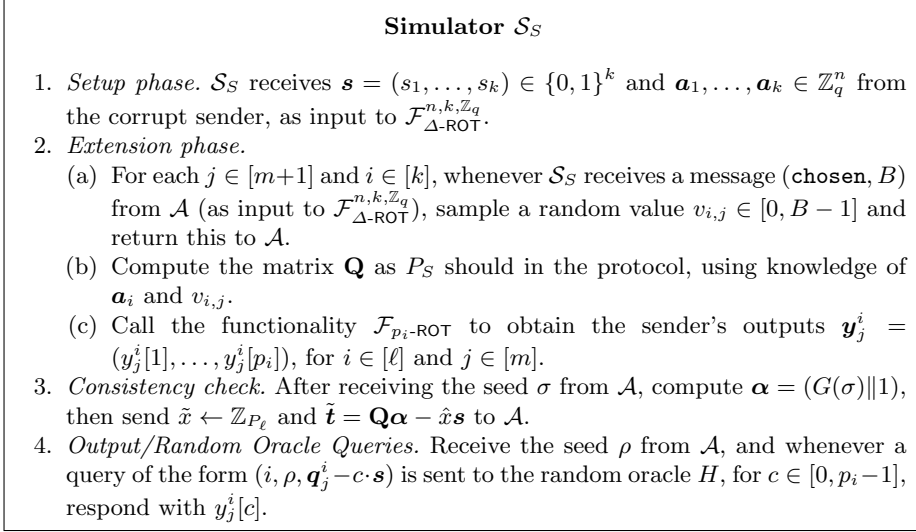 Simulator 𝒮_S
1. Setup phase. 𝒮_S receives 𝒔 = (s_1, …, s_k) ∈ {0, 1}^k and 𝒂_1, …, 𝒂_k ∈ ℤ_q^n from
the corrupt sender, as input to ℱ_{Δ-ROT}^{n,k,ℤ_q}.
2. Extension phase.
(a) For each j ∈ [m+1] and i ∈ [k], whenever 𝒮_S receives a message (chosen, B)
from 𝒜 (as input to ℱ_{Δ-ROT}^{n,k,ℤ_q}), sample a random value v_{i,j} ∈ [0, B − 1] and
return this to 𝒜.
(b) Compute the matrix 𝐐 as P_S should in the protocol, using knowledge of
𝒂_i and v_{i,j}.
(c) Call the functionality ℱ_{p_i-ROT} to obtain the sender's outputs 𝒚_j^i =
(y_j^i[1], …, y_j^i[p_i]), for i ∈ [ℓ] and j ∈ [m].
3. Consistency check. After receiving the seed σ from 𝒜, compute 𝜶 = (G(σ)‖1),
then send x̃ ← ℤ_{P_ℓ} and 𝒕̃ = 𝐐𝜶 − x̂𝒔 to 𝒜.
4. Output/Random Oracle Queries. Receive the seed ρ from 𝒜, and whenever a
query of the form (i, ρ, 𝒒_j^i − c·𝒔) is sent to the random oracle H, for c ∈ [0, p_i−1],
respond with y_j^i[c].